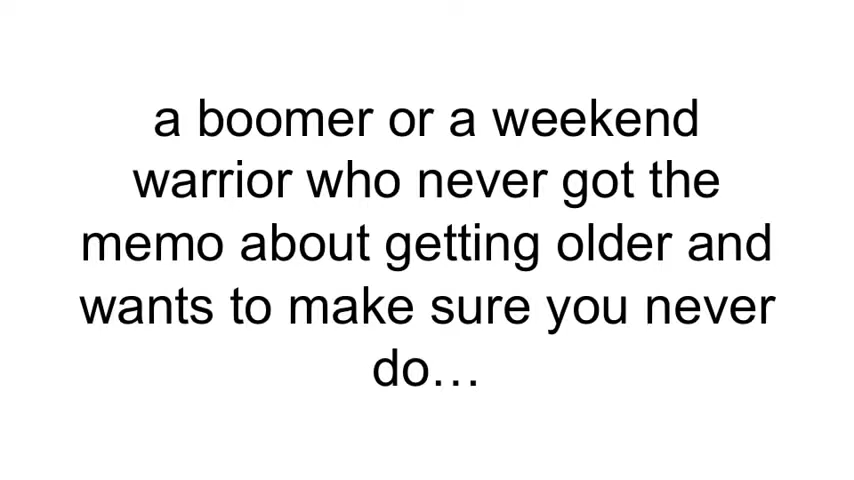 a boomer or a weekend
warrior who never got the
memo about getting older and
wants to make sure you never
do…